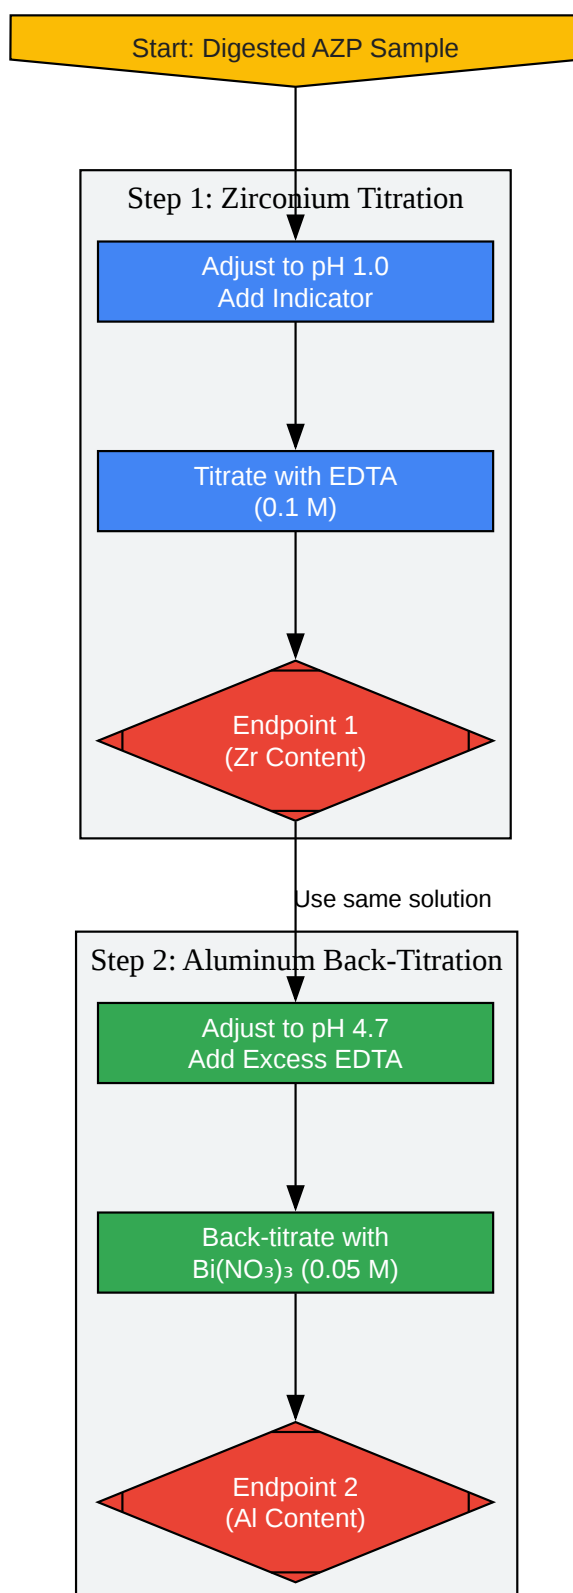 Start: Digested AZP Sample
Step 1: Zirconium Titration
Adjust to pH 1.0
Add Indicator
Titrate with EDTA
(0.1 M)
Endpoint 1
(Zr Content)
Use same solution
Step 2: Aluminum Back-Titration
Adjust to pH 4.7
Add Excess EDTA
Back-titrate with
Bi(NO₃)₃ (0.05 M)
Endpoint 2
(Al Content)